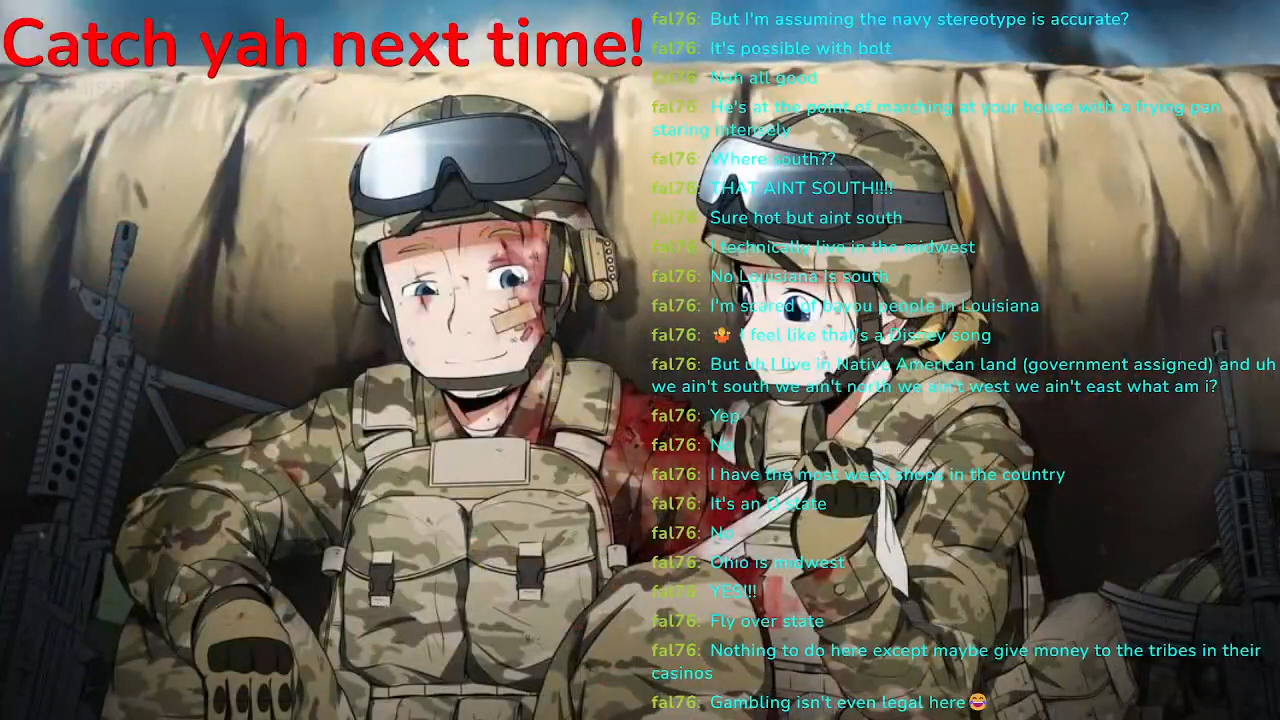 Catch yah next time!
fal76: But I'm assuming the navy stereotype is accurate?
fal76: It's possible with bolt
fal76: Nah all good
fal76: He's at the point of marching at your house with a frying pan
staring intensely
fal76: Where south??
fal76: THAT AINT SOUTH!!!!
fal76: Sure hot but aint south
fal76: I technically live in the midwest
fal76: No Louisiana is south
fal76: I'm scared of bayou people in Louisiana
fal76: 🤷 I feel like that's a Disney song
fal76: But uh I live in Native American land (government assigned) and uh
we ain't south we ain't north we ain't west we ain't east what am i?
fal76: Yep
fal76: No
fal76: I have the most weed shops in the country
fal76: It's an O state
fal76: No
fal76: Ohio is midwest
fal76: YES!!!
fal76: Fly over state
fal76: Nothing to do here except maybe give money to the tribes in their
casinos
fal76: Gambling isn't even legal here😂